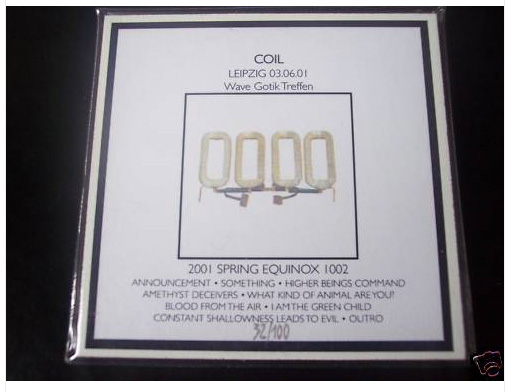 COIL
LEIPZIG 03.06.01
Wave Gotik Treffen
2001 SPRING EQUINOX 1002
ANNOUNCEMENT • SOMETHING • HIGHER BEINGS COMMAND
AMETHYST DECEIVERS • WHAT KIND OF ANIMAL ARE YOU?
BLOOD FROM THE AIR • I AM THE GREEN CHILD
CONSTANT SHALLOWNESS LEADS TO EVIL • OUTRO
32/100